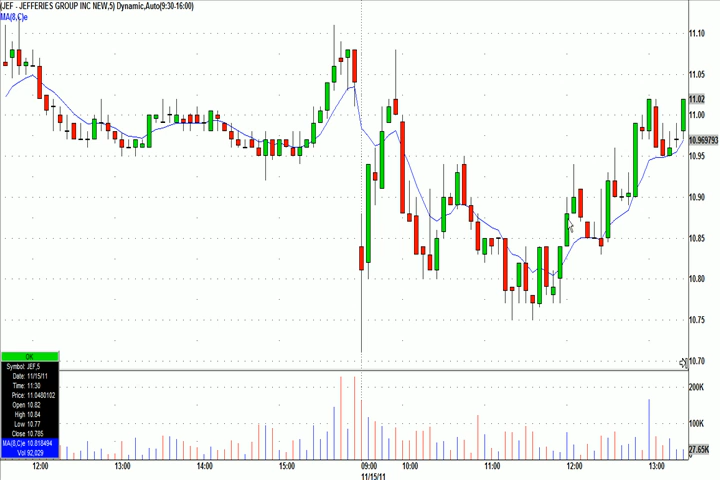 (JEF - JEFFERIES GROUP INC NEW,5) Dynamic,Auto(9:30-16:00)
MA(8,C)e
11.10
11.05
11.02
11.00
10.969793
10.95
10.90
10.85
10.80
10.75
10.70
200K
100K
27.65K
OK
Symbol: JEF,5
Date: 11/15/11
Time: 11:30
Price: 11.0480102
Open 10.82
High 10.84
Low 10.77
Close 10.785
MA(8,C)e 10.818494
Vol 92,029
12:00 13:00 14:00 15:00 09:00 10:00 11:00 12:00 13:00
11/15/11